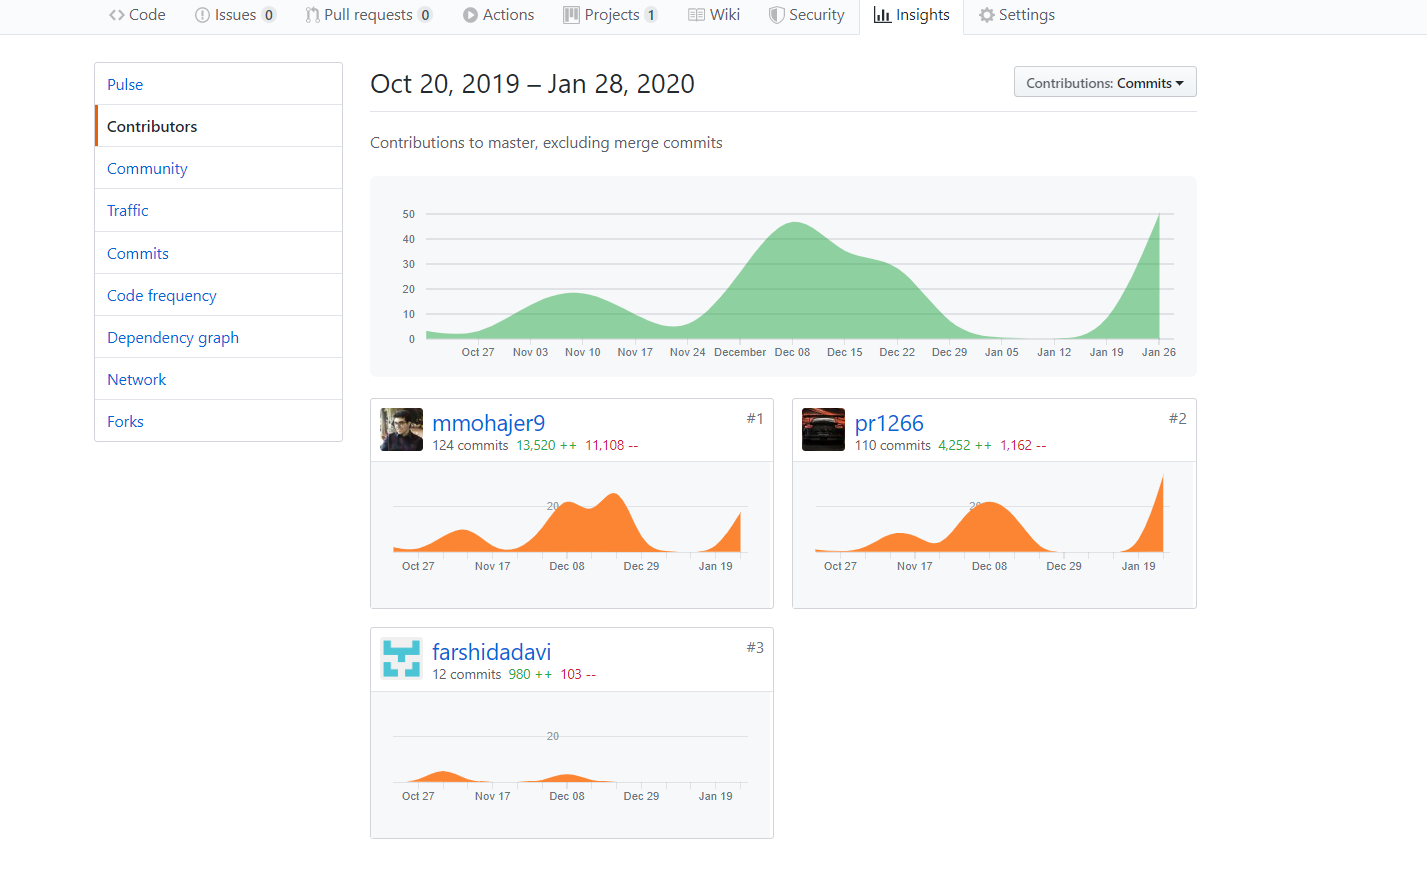 Code Issues 0 Pull requests 0 Actions Projects 1 Wiki Security Insights Settings
Pulse
Contributors
Community
Traffic
Commits
Code frequency
Dependency graph
Network
Forks
Oct 20, 2019 – Jan 28, 2020
Contributions: Commits
Contributions to master, excluding merge commits
50
40
30
20
10
0
Oct 27 Nov 03 Nov 10 Nov 17 Nov 24 December Dec 08 Dec 15 Dec 22 Dec 29 Jan 05 Jan 12 Jan 19 Jan 26
mmohajer9 #1
124 commits 13,520 ++ 11,108 --
20
Oct 27 Nov 17 Dec 08 Dec 29 Jan 19
pr1266 #2
110 commits 4,252 ++ 1,162 --
20
Oct 27 Nov 17 Dec 08 Dec 29 Jan 19
farshidadavi #3
12 commits 980 ++ 103 --
20
Oct 27 Nov 17 Dec 08 Dec 29 Jan 19